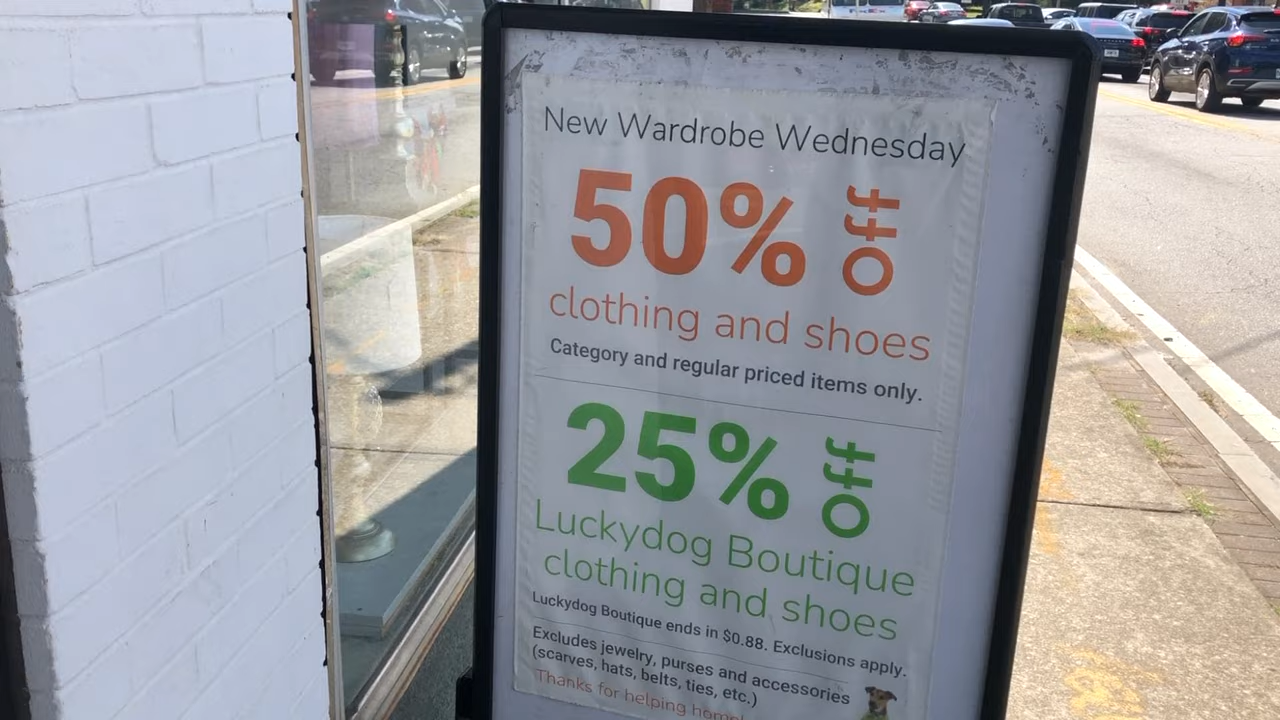 New Wardrobe Wednesday
50% Off
clothing and shoes
Category and regular priced items only.
25% Off
Luckydog Boutique
clothing and shoes
Luckydog Boutique ends in $0.88. Exclusions apply.
Excludes jewelry, purses and accessories
(scarves, hats, belts, ties, etc.)
Thanks for helping